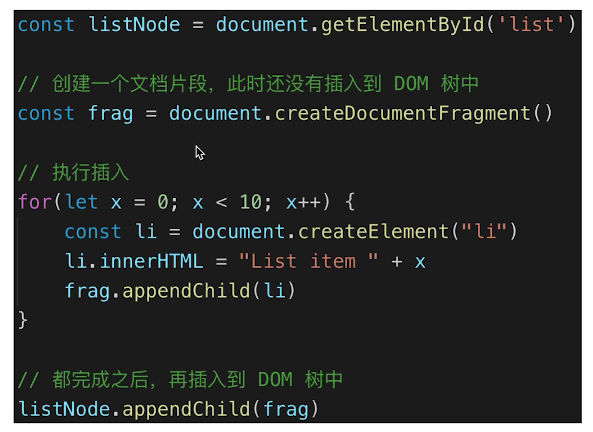 const listNode = document.getElementById('list')
// 创建一个文档片段，此时还没有插入到 DOM 树中
const frag = document.createDocumentFragment()
// 执行插入
for(let x = 0; x < 10; x++) {
    const li = document.createElement("li")
    li.innerHTML = "List item " + x
    frag.appendChild(li)
}
// 都完成之后，再插入到 DOM 树中
listNode.appendChild(frag)